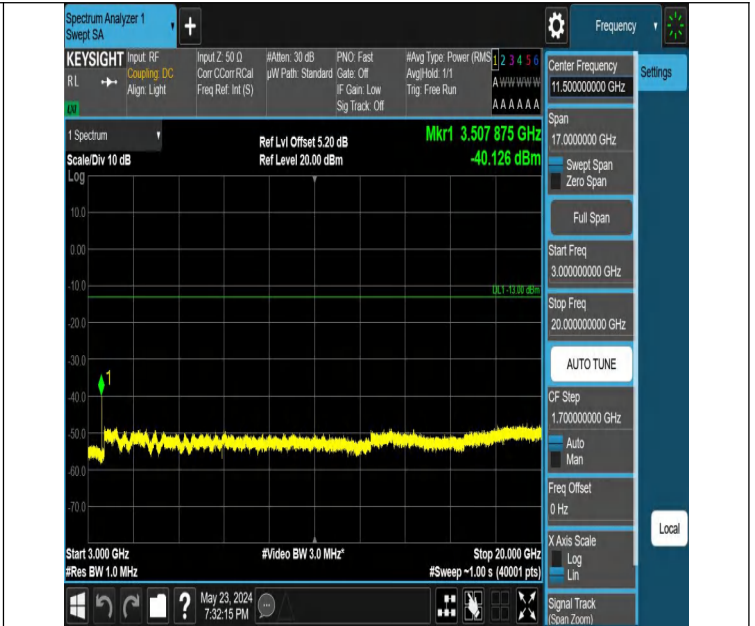 Spectrum Analyzer 1
Swept SA
+
Frequency
KEYSIGHT
RL
LXI
Input: RF
Coupling: DC
Align: Light
Input Z: 50 Ω
Corr CCorr RCal
Freq Ref: Int (S)
#Atten: 30 dB
µW Path: Standard
PNO: Fast
Gate: Off
IF Gain: Low
Sig Track: Off
#Avg Type: Power (RMS
Avg|Hold: 1/1
Trig: Free Run
1 2 3 4 5 6
A W W W W W
A A A A A A
1 Spectrum
Scale/Div 10 dB
Ref Lvl Offset 5.20 dB
Ref Level 20.00 dBm
Mkr1 3.507 875 GHz
-40.126 dBm
Log
10.0
0.00
-10.0
DL1 -13.00 dBm
-20.0
-30.0
1
-40.0
-50.0
-60.0
-70.0
Start 3.000 GHz
#Res BW 1.0 MHz
#Video BW 3.0 MHz*
Stop 20.000 GHz
#Sweep ~1.00 s (40001 pts)
?
May 23, 2024
7:32:15 PM
Center Frequency
11.500000000 GHz
Span
17.0000000 GHz
Swept Span
Zero Span
Full Span
Start Freq
3.000000000 GHz
Stop Freq
20.000000000 GHz
AUTO TUNE
CF Step
1.700000000 GHz
Auto
Man
Freq Offset
0 Hz
X Axis Scale
Log
Lin
Signal Track
(Span Zoom)
Settings
Local